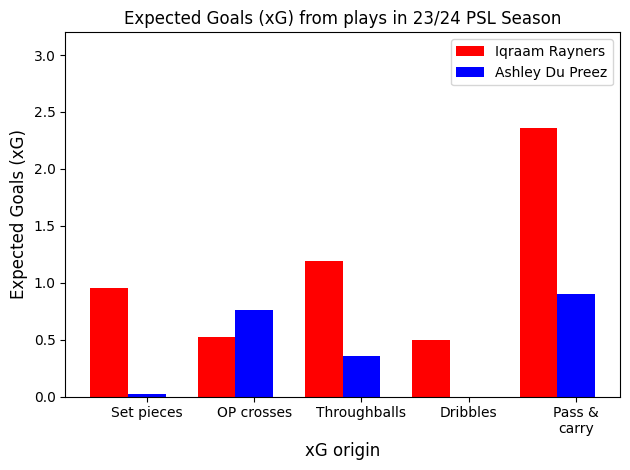 Expected Goals (xG) from plays in 23/24 PSL Season
Iqraam Rayners
Ashley Du Preez
Expected Goals (xG)
3.0
2.5
2.0
1.5
1.0
0.5
0.0
Set pieces
OP crosses
Throughballs
Dribbles
Pass &
carry
xG origin